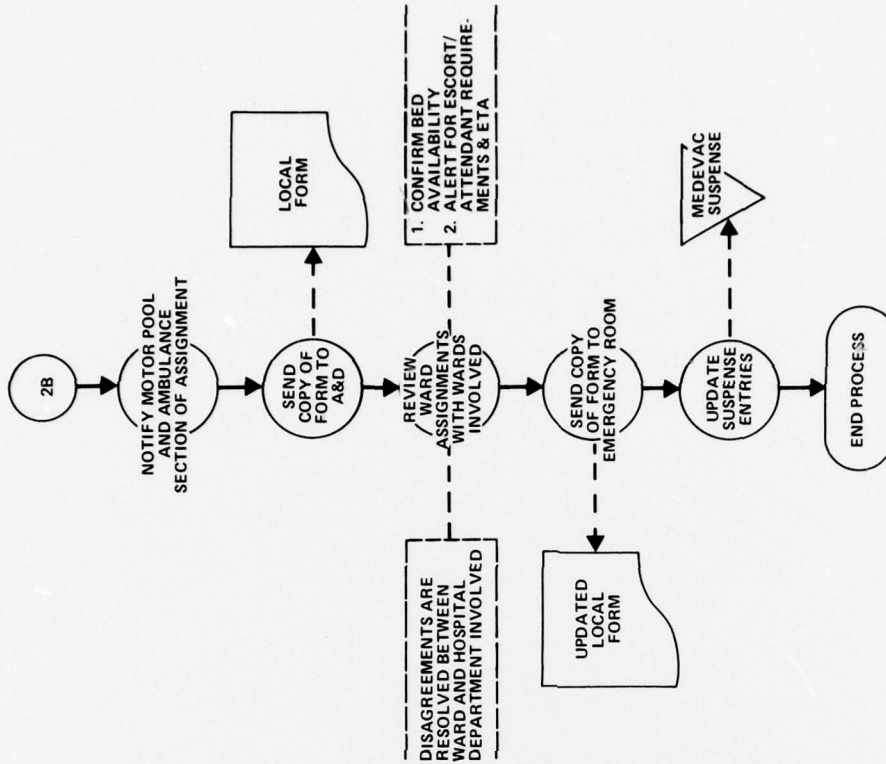 2B
NOTIFY MOTOR POOL
AND AMBULANCE
SECTION OF ASSIGNMENT
SEND
COPY OF
FORM TO
A&D
LOCAL
FORM
REVIEW
WARD
ASSIGNMENTS
WITH WARDS
INVOLVED
DISAGREEMENTS ARE
RESOLVED BETWEEN
WARD AND HOSPITAL
DEPARTMENT INVOLVED
1. CONFIRM BED
AVAILABILITY
2. ALERT FOR ESCORT/
ATTENDANT REQUIRE-
MENTS & ETA
SEND COPY
OF FORM TO
EMERGENCY ROOM
UPDATED
LOCAL
FORM
UPDATE
SUSPENSE
ENTRIES
MEDEVAC
SUSPENSE
END PROCESS